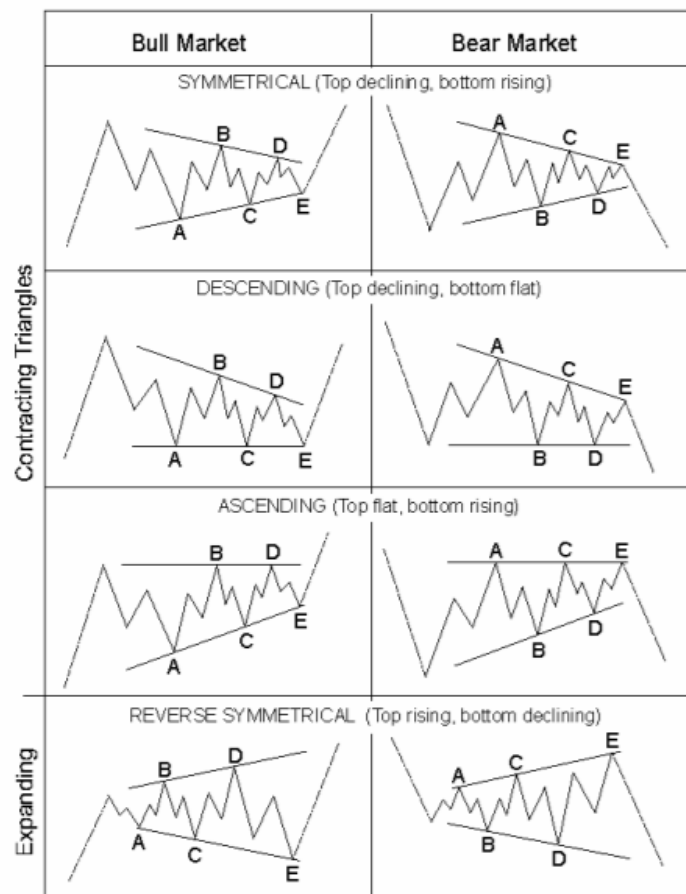 Bull Market
Bear Market
Contracting Triangles
SYMMETRICAL (Top declining, bottom rising)
B
D
A
C
E
A
C
E
B
D
DESCENDING (Top declining, bottom flat)
B
D
A
C
E
A
C
E
B
D
ASCENDING (Top flat, bottom rising)
B
D
A
C
E
A
C
E
B
D
Expanding
REVERSE SYMMETRICAL (Top rising, bottom declining)
B
D
A
C
E
A
C
E
B
D